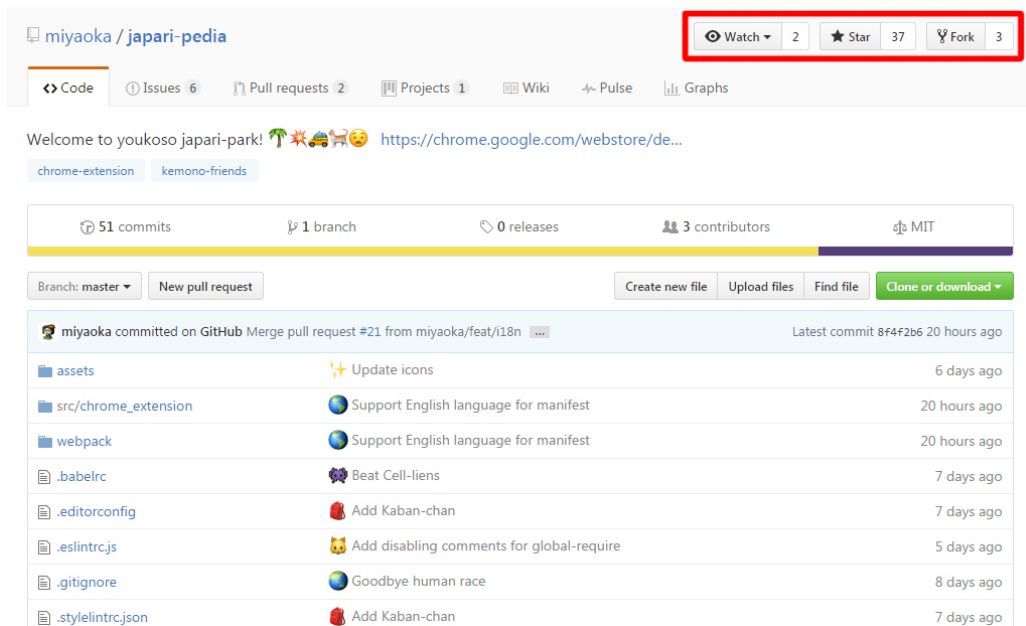 miyaoka / japari-pedia
Watch 2 Star 37 Fork 3
Code Issues 6 Pull requests 2 Projects 1 Wiki Pulse Graphs
Welcome to youkoso japari-park! 🌴💥🚕🐈😧 https://chrome.google.com/webstore/de...
chrome-extension kemono-friends
51 commits 1 branch 0 releases 3 contributors MIT
Branch: master New pull request Create new file Upload files Find file Clone or download
miyaoka committed on GitHub Merge pull request #21 from miyaoka/feat/i18n ... Latest commit 8f4f2b6 20 hours ago
assets ✨ Update icons 6 days ago
src/chrome_extension 🌏 Support English language for manifest 20 hours ago
webpack 🌏 Support English language for manifest 20 hours ago
.babelrc 👾 Beat Cell-liens 7 days ago
.editorconfig 🎒 Add Kaban-chan 7 days ago
.eslintrc.js 🐱 Add disabling comments for global-require 5 days ago
.gitignore 🌏 Goodbye human race 8 days ago
.stylelintrc.json 🎒 Add Kaban-chan 7 days ago